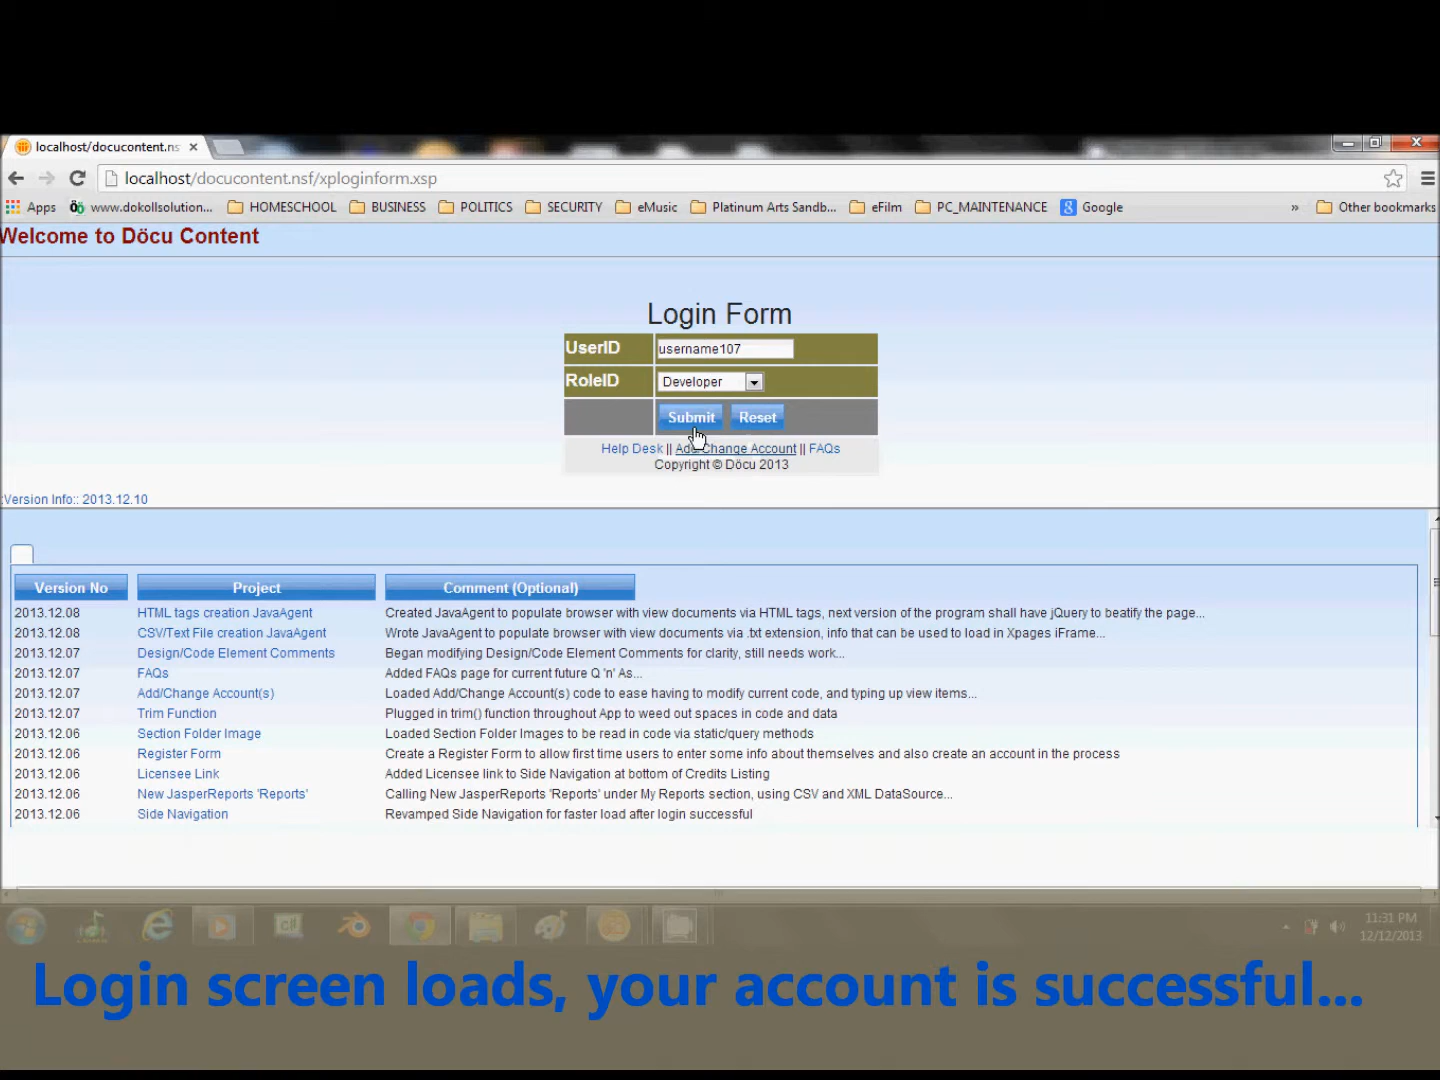 localhost/docucontent.ns
localhost/docucontent.nsf/xploginform.xsp
Apps www.dokollsolution... HOMESCHOOL BUSINESS POLITICS SECURITY eMusic Platinum Arts Sandb... eFilm PC_MAINTENANCE Google » Other bookmarks
Welcome to Döcu Content
Login Form
UserID username107
RoleID Developer
Submit Reset
Help Desk || Add/Change Account || FAQs
Copyright © Döcu 2013
:Version Info:: 2013.12.10
Version No Project Comment (Optional)
2013.12.08 HTML tags creation JavaAgent Created JavaAgent to populate browser with view documents via HTML tags, next version of the program shall have jQuery to beatify the page...
2013.12.08 CSV/Text File creation JavaAgent Wrote JavaAgent to populate browser with view documents via .txt extension, info that can be used to load in Xpages iFrame...
2013.12.07 Design/Code Element Comments Began modifying Design/Code Element Comments for clarity, still needs work...
2013.12.07 FAQs Added FAQs page for current future Q 'n' As...
2013.12.07 Add/Change Account(s) Loaded Add/Change Account(s) code to ease having to modify current code, and typing up view items...
2013.12.07 Trim Function Plugged in trim() function throughout App to weed out spaces in code and data
2013.12.06 Section Folder Image Loaded Section Folder Images to be read in code via static/query methods
2013.12.06 Register Form Create a Register Form to allow first time users to enter some info about themselves and also create an account in the process
2013.12.06 Licensee Link Added Licensee link to Side Navigation at bottom of Credits Listing
2013.12.06 New JasperReports 'Reports' Calling New JasperReports 'Reports' under My Reports section, using CSV and XML DataSource...
2013.12.06 Side Navigation Revamped Side Navigation for faster load after login successful
11:31 PM
12/12/2013
Login screen loads, your account is successful...